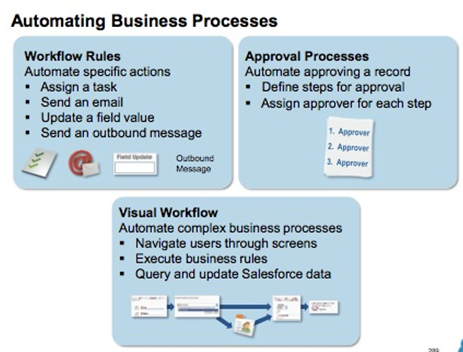 Automating Business Processes
Workflow Rules
Automate specific actions
▪ Assign a task
▪ Send an email
▪ Update a field value
▪ Send an outbound message
Field Update
Outbound
Message
Approval Processes
Automate approving a record
▪ Define steps for approval
▪ Assign approver for each step
1. Approver
2. Approver
3. Approver
Visual Workflow
Automate complex business processes
▪ Navigate users through screens
▪ Execute business rules
▪ Query and update Salesforce data